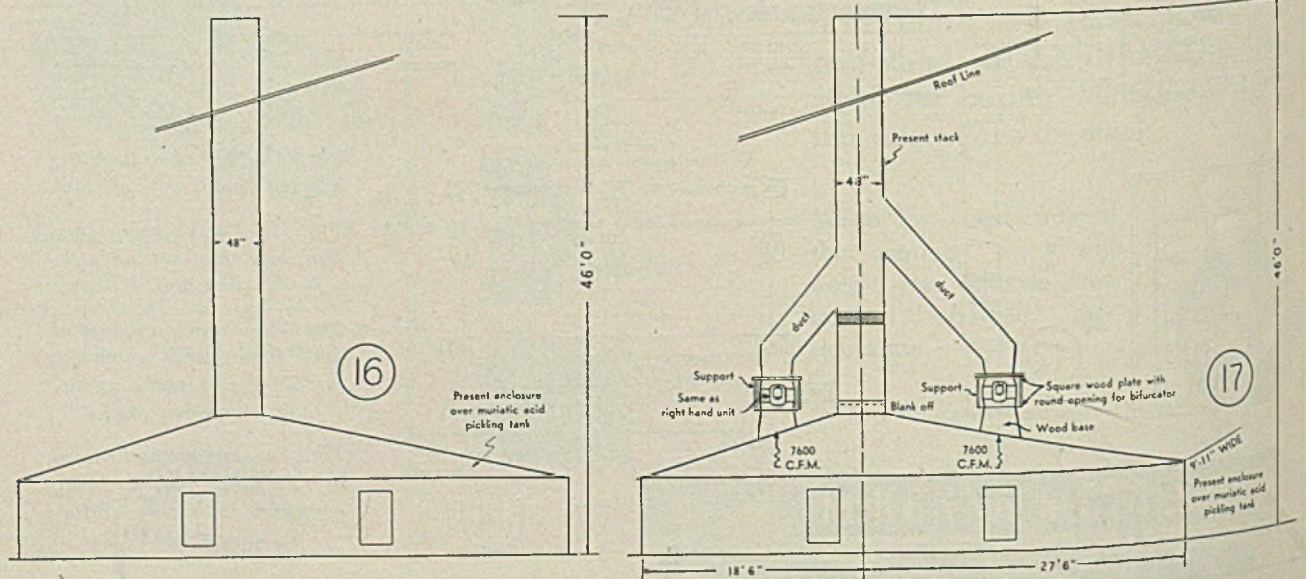 48"
46'0"
16
Present enclosure
over muriatic acid
pickling tank
Roof Line
Present stack
48"
duct
duct
46'0"
Support
Same as
right hand unit
Support
Square wood plate with
round-opening for bifurcator
17
Blank off
Wood base
7600
C.F.M.
7600
C.F.M.
9'-11" WIDE
Present enclosure
over muriatic acid
pickling tank
18'6"
27'6"